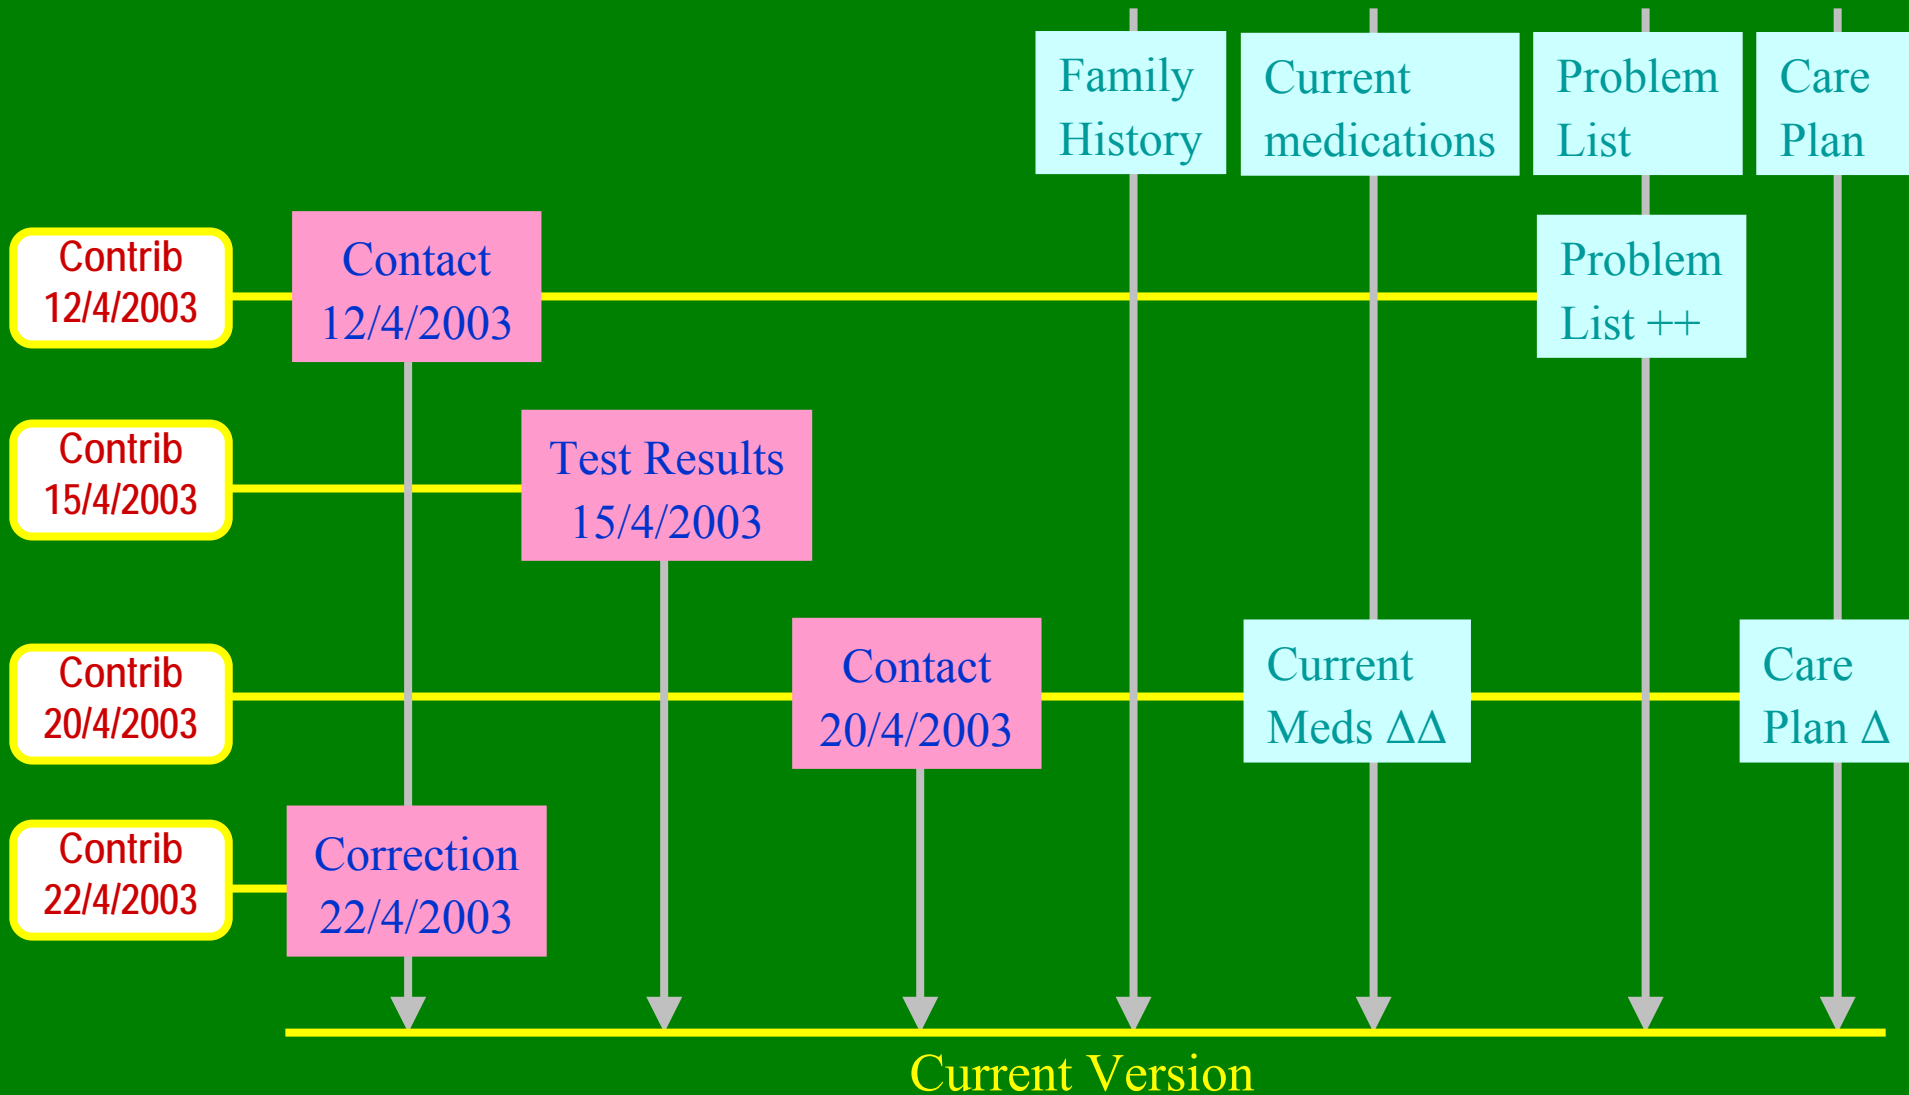 Family
History
Current
medications
Problem
List
Care
Plan
Contrib
12/4/2003
Contact
12/4/2003
Problem
List ++
Contrib
15/4/2003
Test Results
15/4/2003
Contrib
20/4/2003
Contact
20/4/2003
Current
Meds ΔΔ
Care
Plan Δ
Contrib
22/4/2003
Correction
22/4/2003
Current Version